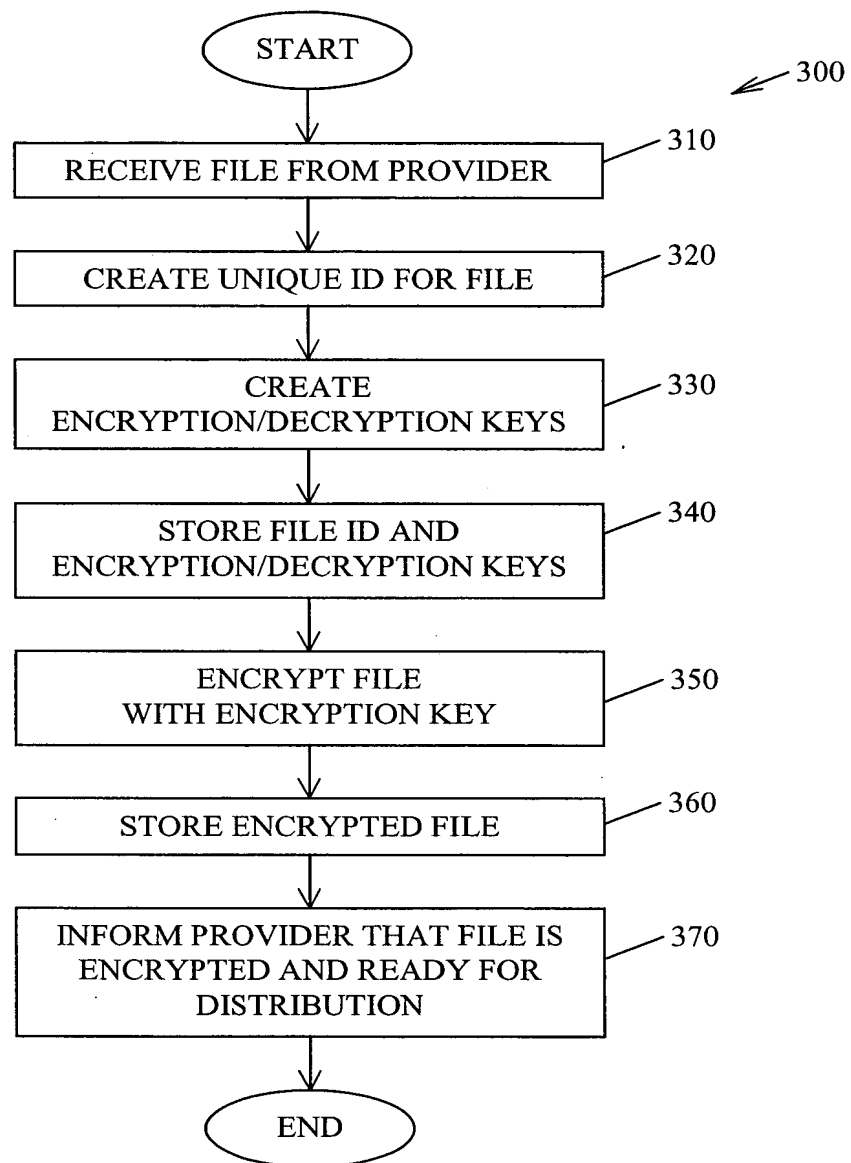 START
300
310
RECEIVE FILE FROM PROVIDER
320
CREATE UNIQUE ID FOR FILE
330
CREATE
ENCRYPTION/DECRYPTION KEYS
340
STORE FILE ID AND
ENCRYPTION/DECRYPTION KEYS
350
ENCRYPT FILE
WITH ENCRYPTION KEY
360
STORE ENCRYPTED FILE
370
INFORM PROVIDER THAT FILE IS
ENCRYPTED AND READY FOR
DISTRIBUTION
END